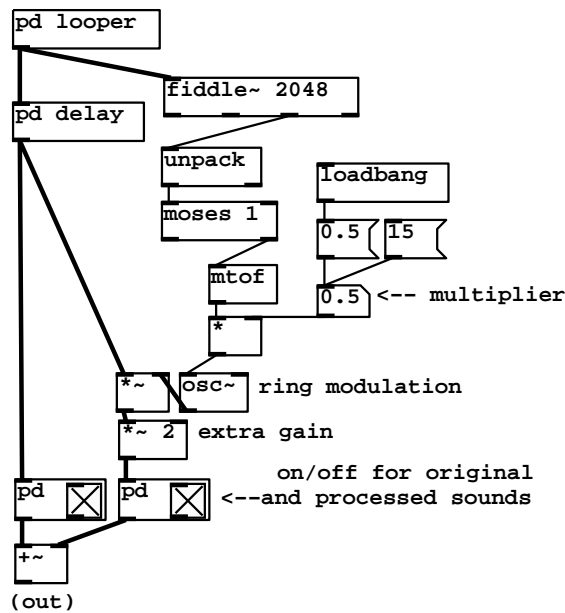 pd looper
fiddle~ 2048
pd delay
unpack
loadbang
moses 1
0.5
15
mtof
0.5
<-- multiplier
*
*~
osc~
ring modulation
*~ 2
extra gain
on/off for original
pd
pd
<--and processed sounds
+~
(out)